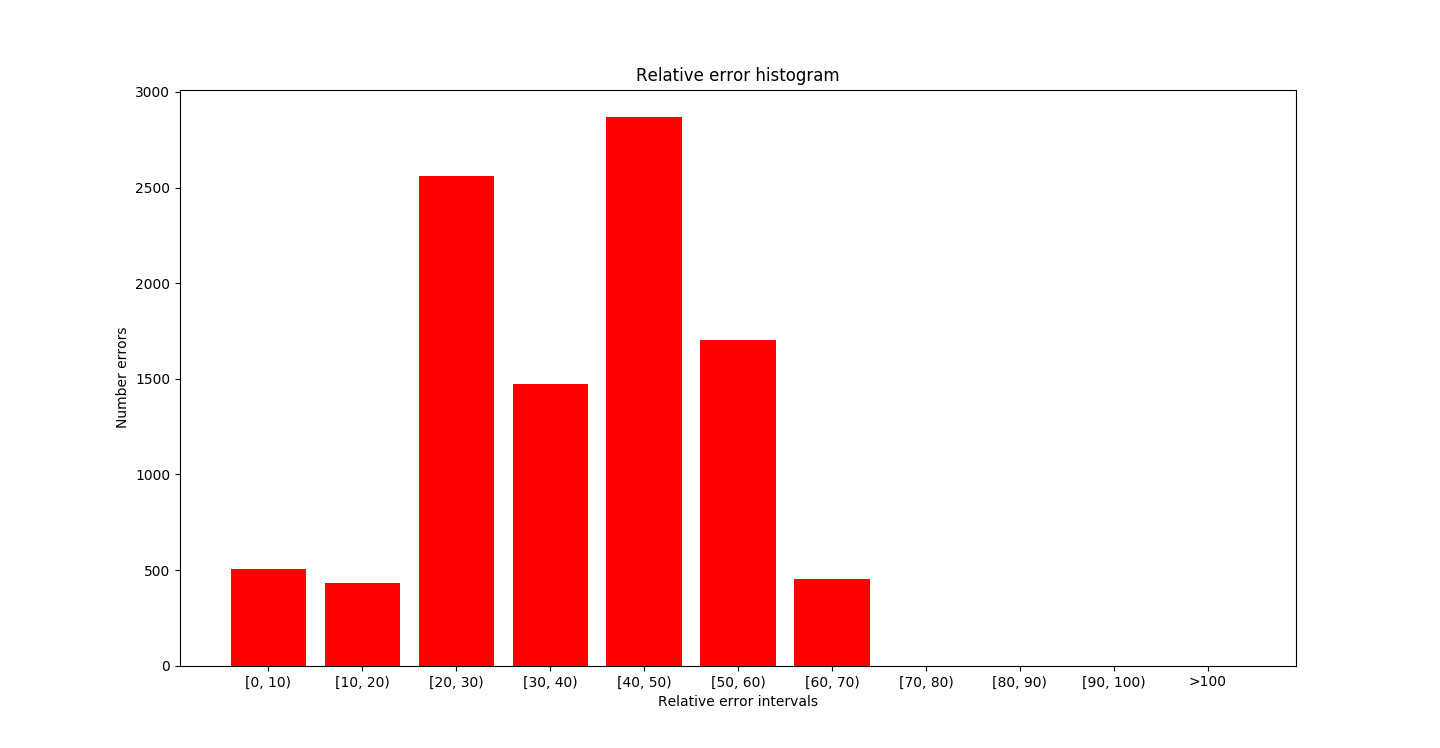 Relative error histogram
3000
2500
2000
1500
1000
500
0
Number errors
[0, 10) [10, 20) [20, 30) [30, 40) [40, 50) [50, 60) [60, 70) [70, 80) [80, 90) [90, 100) >100
Relative error intervals